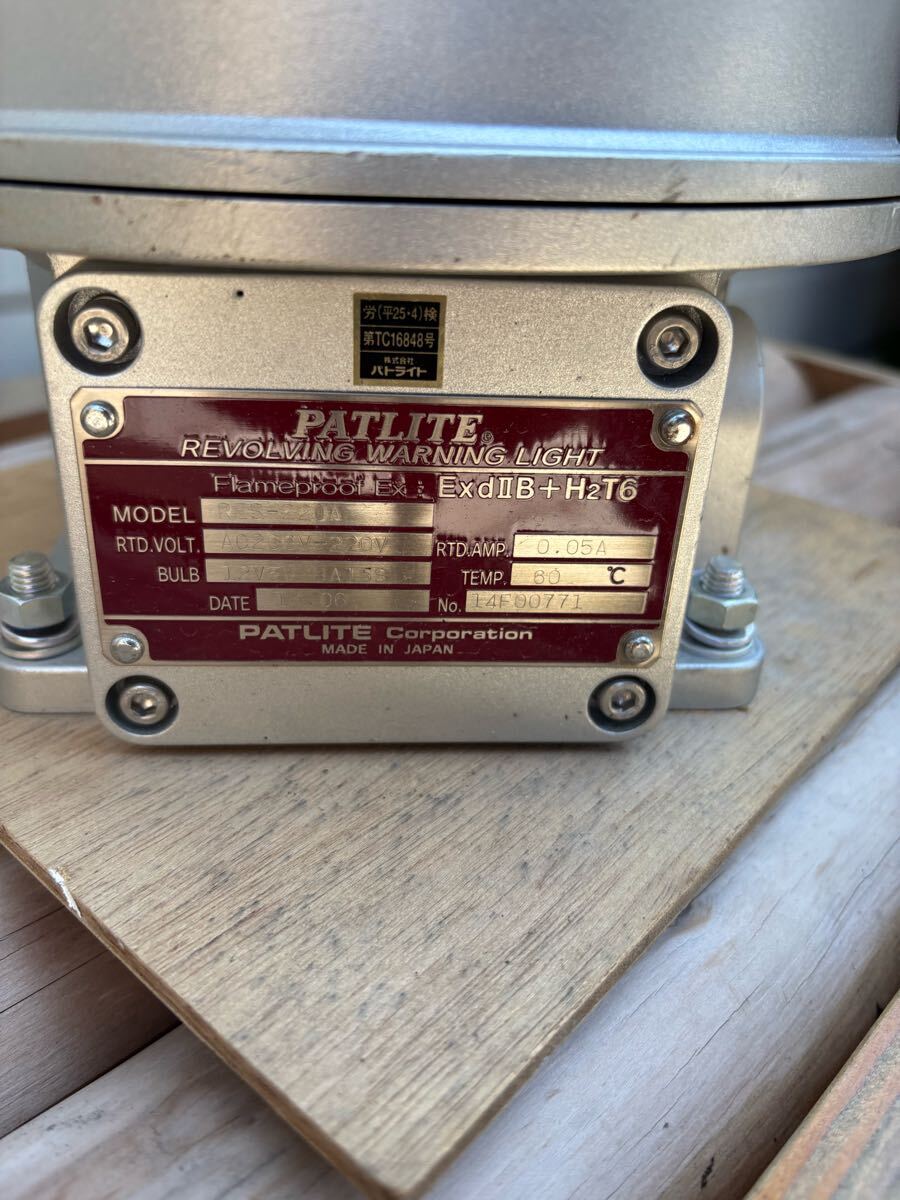 労(平25・4)検
第TC16848号
株式会社
パトライト
PATLITE
REVOLVING WARNING LIGHT
Flameproof Ex. ExdⅡB+H2T6
MODEL
RTD.VOLT. RTD.AMP. 0.05A
BULB 12V TEMP. 60 ℃
DATE No. 14F00771
PATLITE Corporation
MADE IN JAPAN